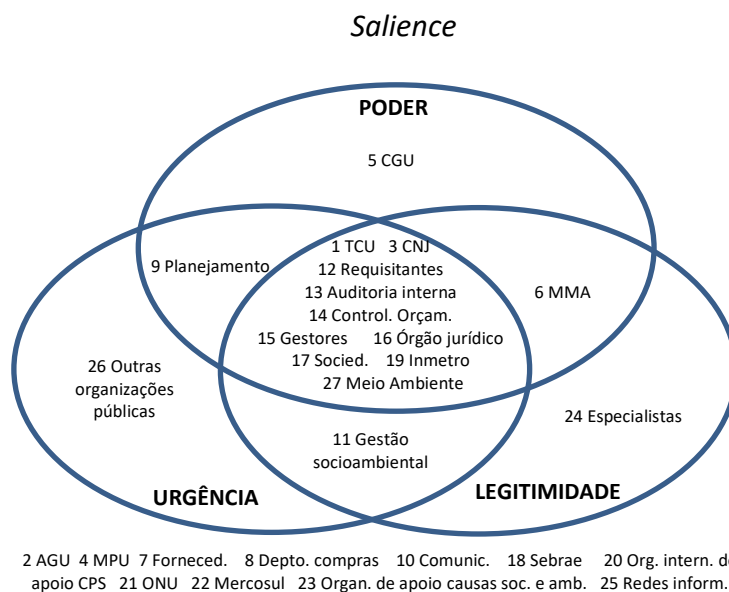 Salience
PODER
5 CGU
1 TCU 3 CNJ
9 Planejamento
12 Requisitantes
13 Auditoria interna
6 MMA
14 Control. Orçam.
15 Gestores 16 Órgão jurídico
17 Socied. 19 Inmetro
27 Meio Ambiente
26 Outras
organizações
públicas
24 Especialistas
11 Gestão
socioambiental
URGÊNCIA
LEGITIMIDADE
2 AGU 4 MPU 7 Forneced. 8 Depto. compras 10 Comunic. 18 Sebrae 20 Org. intern. de
apoio CPS 21 ONU 22 Mercosul 23 Organ. de apoio causas soc. e amb. 25 Redes inform.